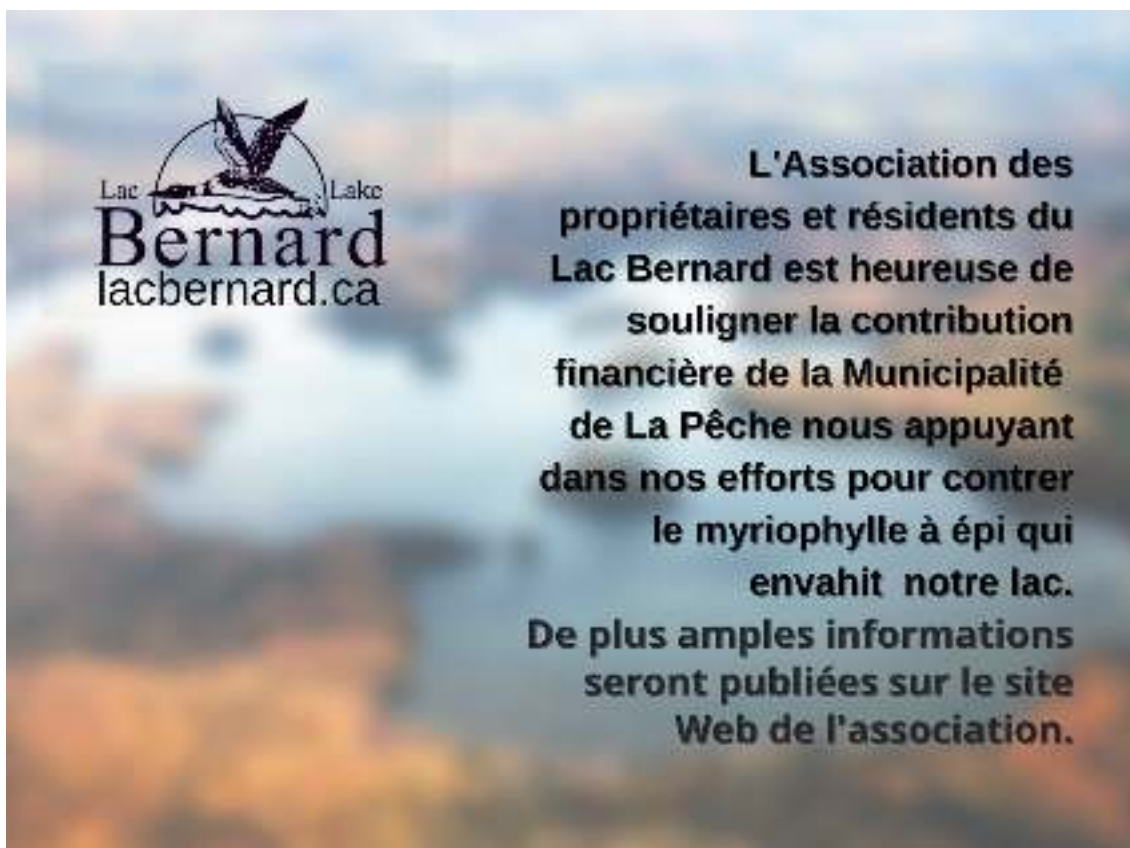 Lac Lake
Bernard
lacbernard.ca
L'Association des
propriétaires et résidents du
Lac Bernard est heureuse de
souligner la contribution
financière de la Municipalité
de La Pêche nous appuyant
dans nos efforts pour contrer
le myriophylle à épi qui
envahit notre lac.
De plus amples informations
seront publiées sur le site
Web de l'association.